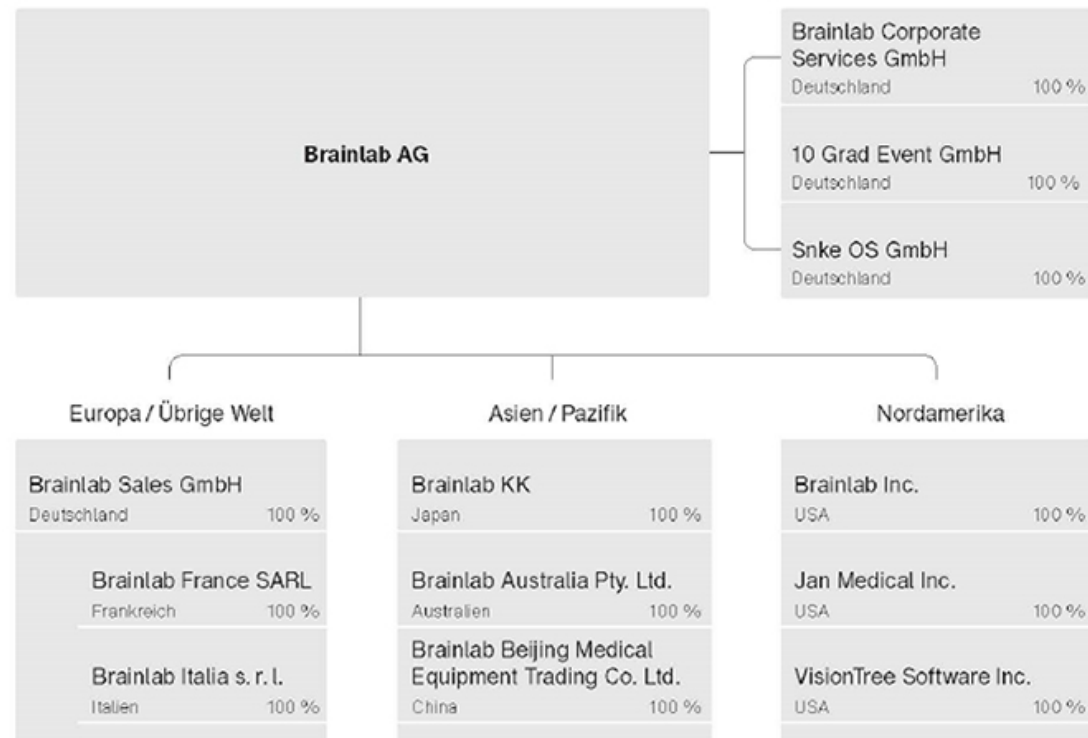 Brainlab AG
Brainlab Corporate
Services GmbH
Deutschland 100 %
10 Grad Event GmbH
Deutschland 100 %
Snke OS GmbH
Deutschland 100 %
Europa / Übrige Welt
Brainlab Sales GmbH
Deutschland 100 %
Brainlab France SARL
Frankreich 100 %
Brainlab Italia s. r. l.
Italien 100 %
Asien / Pazifik
Brainlab KK
Japan 100 %
Brainlab Australia Pty. Ltd.
Australien 100 %
Brainlab Beijing Medical
Equipment Trading Co. Ltd.
China 100 %
Nordamerika
Brainlab Inc.
USA 100 %
Jan Medical Inc.
USA 100 %
VisionTree Software Inc.
USA 100 %